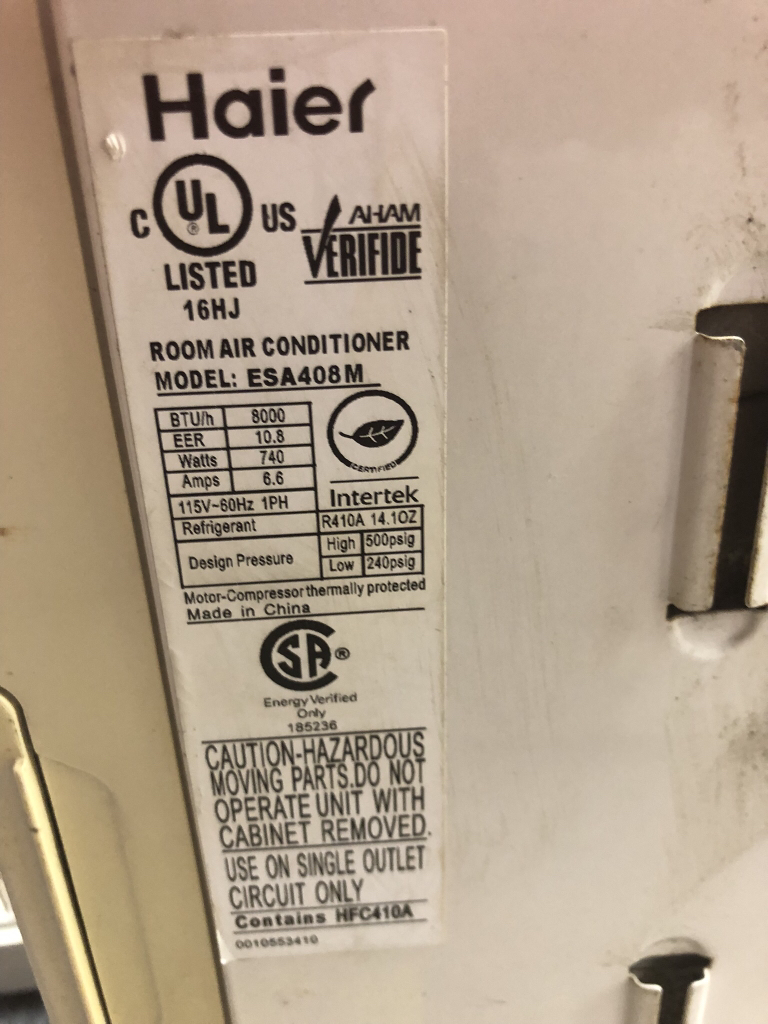 Haier
C UL ® US
AHAM
VERIFIDE
LISTED
16HJ
ROOM AIR CONDITIONER
MODEL: ESA408M
BTU/h 8000
EER 10.8
Watts 740
Amps 6.6
115V~60Hz 1PH
CERTIFIED
Intertek
Refrigerant R410A 14.1OZ
Design Pressure High 500psig
Low 240psig
Motor-Compressor thermally protected
Made in China
SA ®
Energy Verified
Only
185236
CAUTION-HAZARDOUS
MOVING PARTS.DO NOT
OPERATE UNIT WITH
CABINET REMOVED.
USE ON SINGLE OUTLET
CIRCUIT ONLY
Contains HFC410A
0010553410